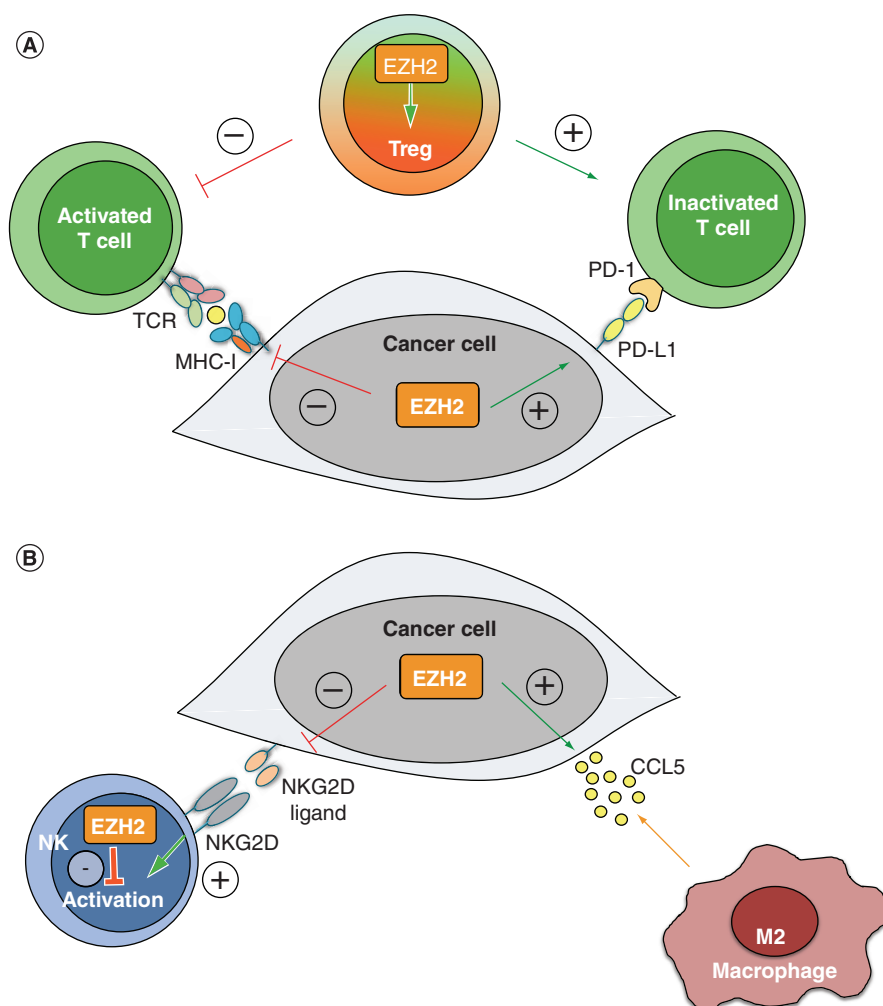 A
EZH2
Treg
−
+
Activated
T cell
Inactivated
T cell
PD-1
TCR
PD-L1
MHC-I
Cancer cell
EZH2
−
+
B
Cancer cell
EZH2
−
+
CCL5
NKG2D
ligand
EZH2
NK
NKG2D
-
+
Activation
M2
Macrophage